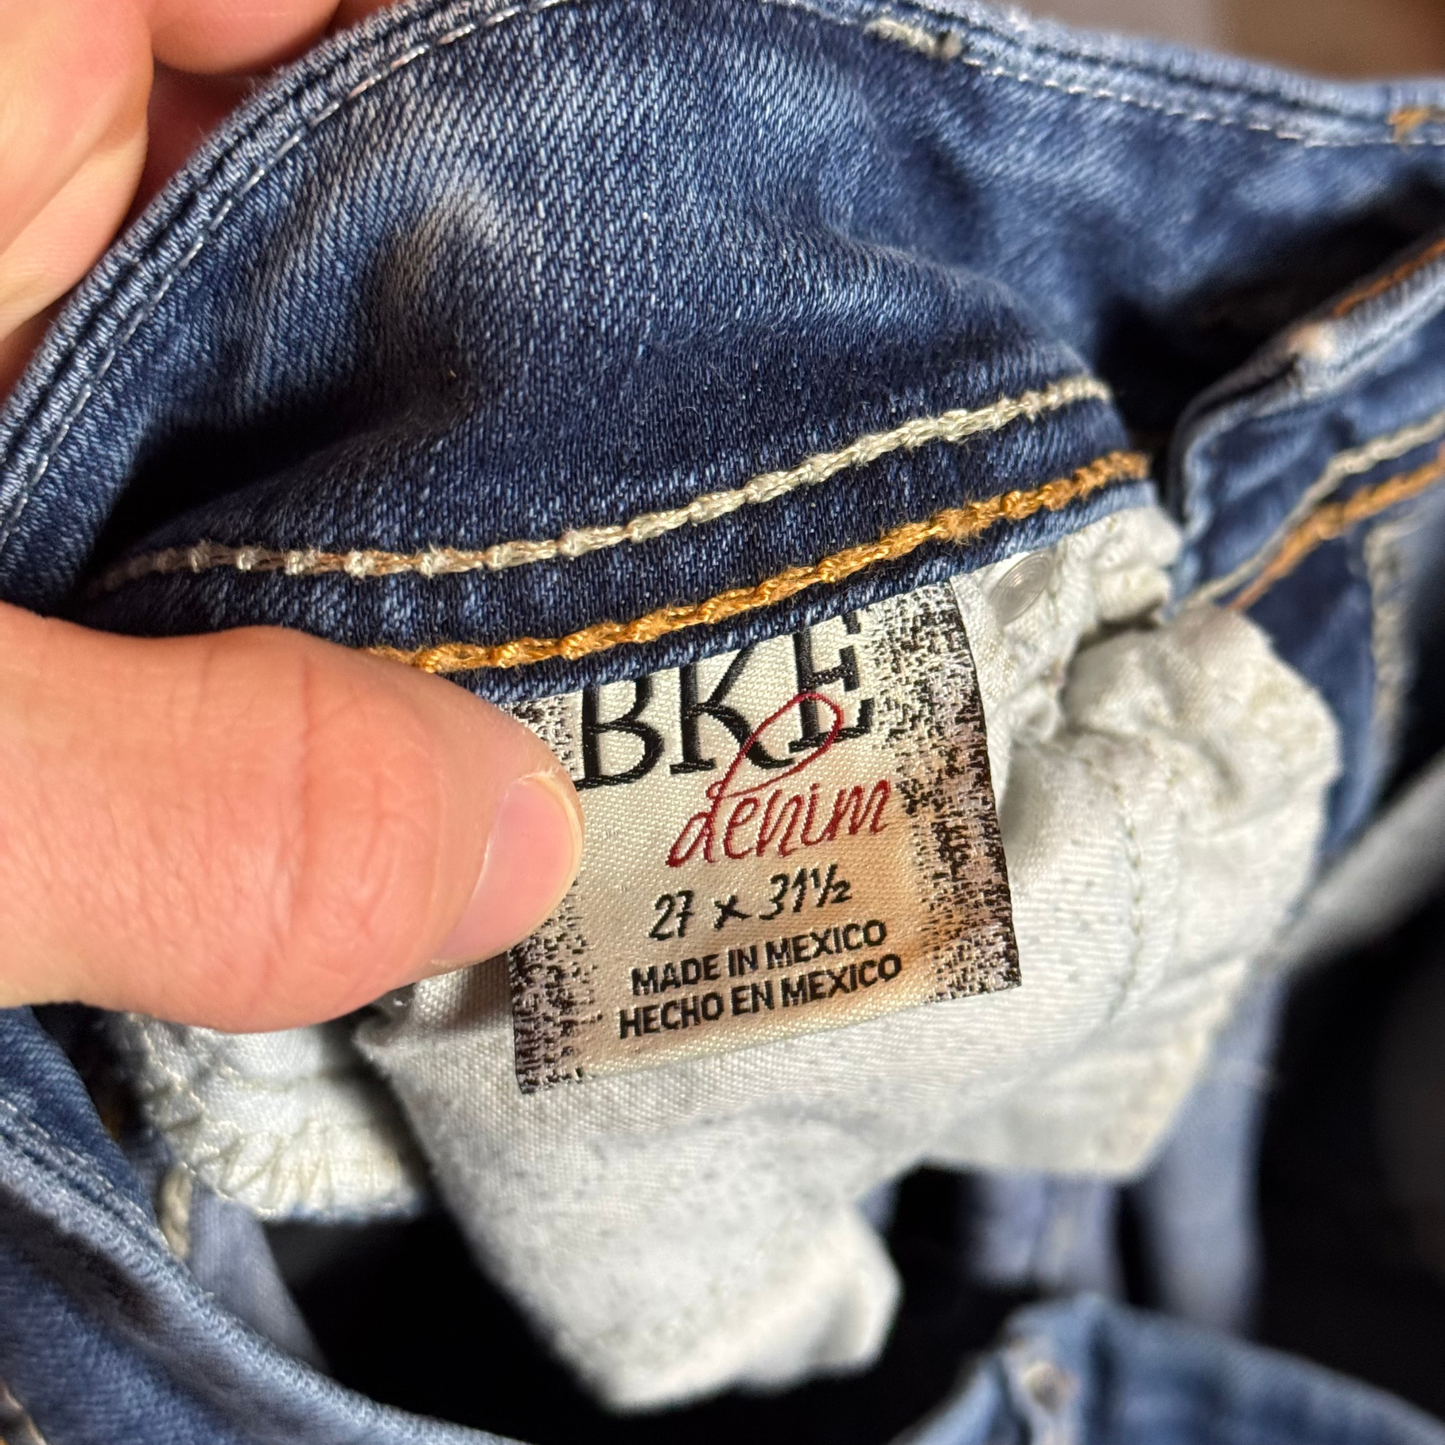 BKE
denim
27 x 31½
MADE IN MEXICO
HECHO EN MEXICO